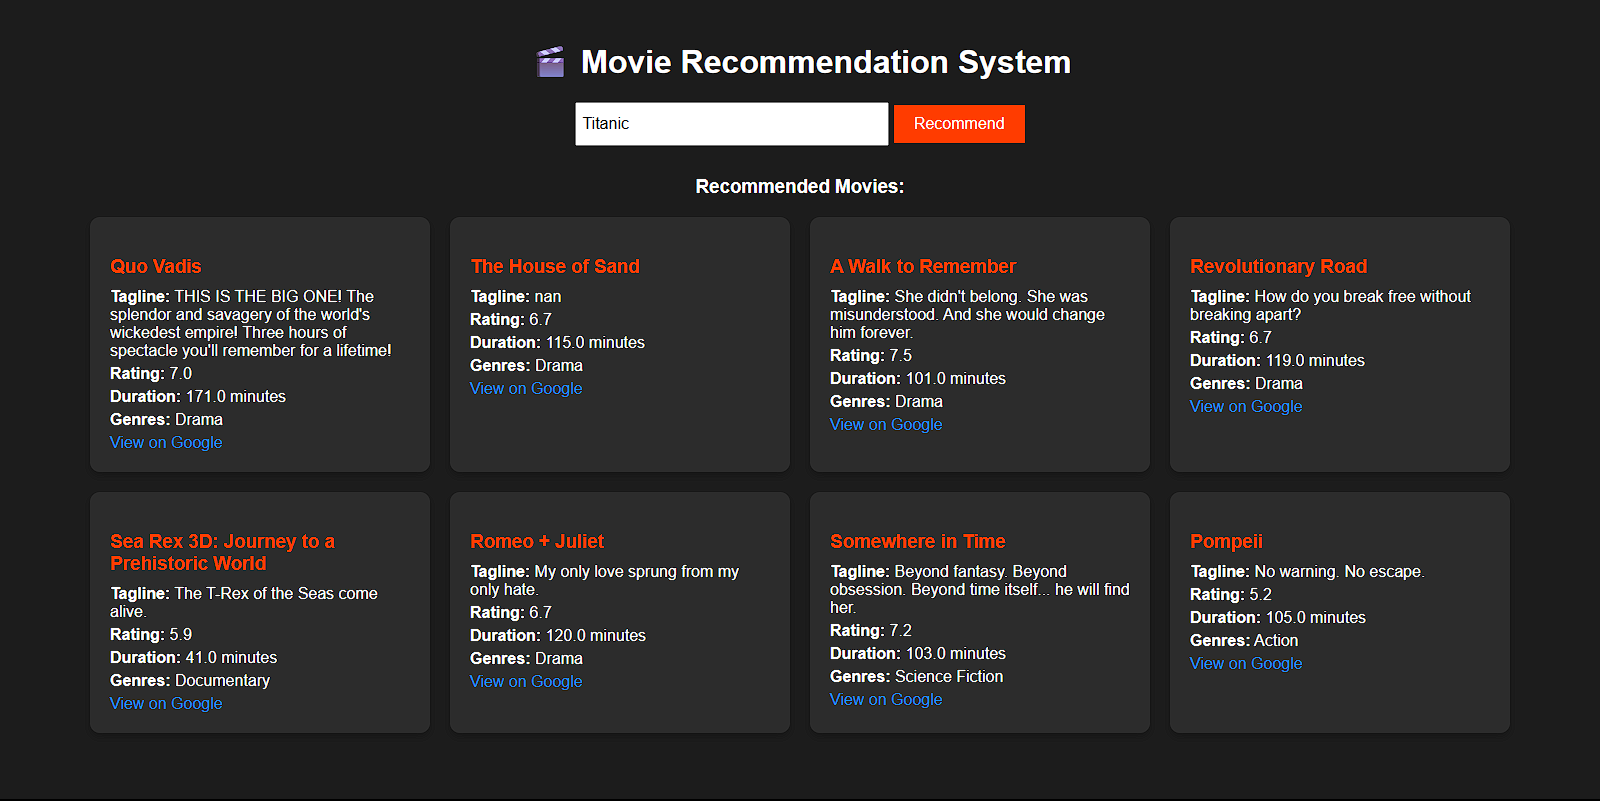 🎬 Movie Recommendation System
Titanic
Recommend
Recommended Movies:
Quo Vadis
Tagline: THIS IS THE BIG ONE! The
splendor and savagery of the world's
wickedest empire! Three hours of
spectacle you'll remember for a lifetime!
Rating: 7.0
Duration: 171.0 minutes
Genres: Drama
View on Google
The House of Sand
Tagline: nan
Rating: 6.7
Duration: 115.0 minutes
Genres: Drama
View on Google
A Walk to Remember
Tagline: She didn't belong. She was
misunderstood. And she would change
him forever.
Rating: 7.5
Duration: 101.0 minutes
Genres: Drama
View on Google
Revolutionary Road
Tagline: How do you break free without
breaking apart?
Rating: 6.7
Duration: 119.0 minutes
Genres: Drama
View on Google
Sea Rex 3D: Journey to a
Prehistoric World
Tagline: The T-Rex of the Seas come
alive.
Rating: 5.9
Duration: 41.0 minutes
Genres: Documentary
View on Google
Romeo + Juliet
Tagline: My only love sprung from my
only hate.
Rating: 6.7
Duration: 120.0 minutes
Genres: Drama
View on Google
Somewhere in Time
Tagline: Beyond fantasy. Beyond
obsession. Beyond time itself... he will find
her.
Rating: 7.2
Duration: 103.0 minutes
Genres: Science Fiction
View on Google
Pompeii
Tagline: No warning. No escape.
Rating: 5.2
Duration: 105.0 minutes
Genres: Action
View on Google